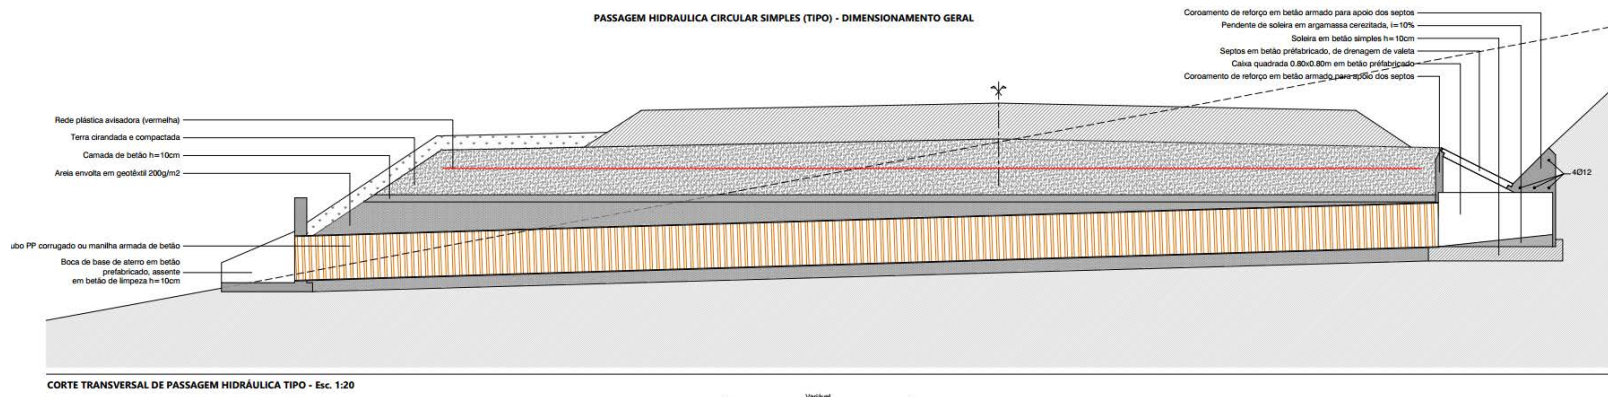 PASSAGEM HIDRAULICA CIRCULAR SIMPLES (TIPO) - DIMENSIONAMENTO GERAL
Coroamento de reforço em betão armado para apoio dos septos
Pendente de soleira em argamassa cerezitada, i=10%
Soleira em betão simples h=10cm
Septos em betão préfabricado, de drenagem de valeta
Caixa quadrada 0.80x0.80m em betão préfabricado
Coroamento de reforço em betão armado para apoio dos septos
Rede plástica avisadora (vermelha)
Terra cirandada e compactada
Camada de betão h=10cm
Areia envolta em geotêxtil 200g/m2
4Ø12
ubo PP corrugado ou manilha armada de betão
Boca de base de aterro em betão
prefabricado, assente
em betão de limpeza h=10cm
CORTE TRANSVERSAL DE PASSAGEM HIDRÁULICA TIPO - Esc. 1:20
Variável